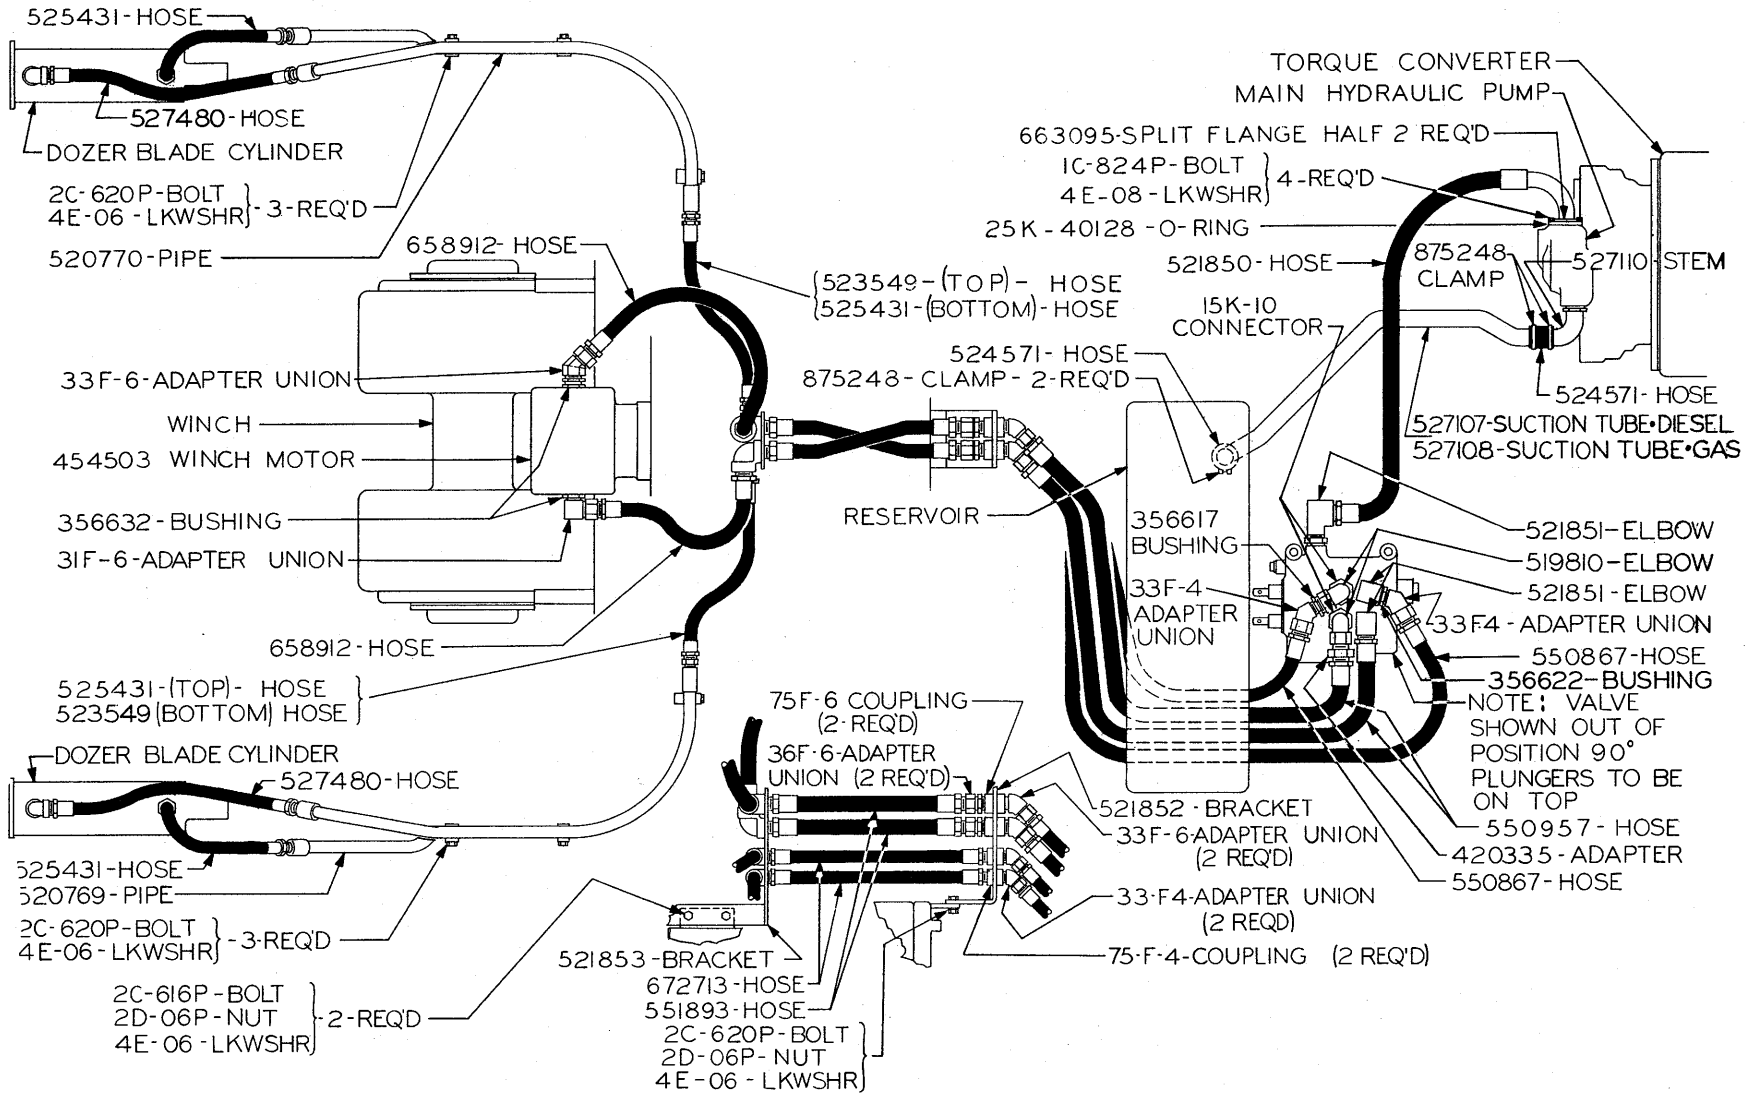 525431-HOSE
527480-HOSE
DOZER BLADE CYLINDER
2C-620P-BOLT
4E-06-LKWSHR
3-REQ'D
520770-PIPE
658912-HOSE
523549-(TOP)- HOSE
525431-(BOTTOM)-HOSE
33F-6-ADAPTER UNION
WINCH
454503 WINCH MOTOR
356632-BUSHING
31F-6-ADAPTER UNION
658912-HOSE
525431-(TOP)- HOSE
523549(BOTTOM) HOSE
DOZER BLADE CYLINDER
527480-HOSE
525431-HOSE
520769-PIPE
2C-620P-BOLT
4E-06-LKWSHR
-3-REQ'D
2C-616P-BOLT
2D-06P-NUT
4E-06-LKWSHR
-2-REQ'D
TORQUE CONVERTER
MAIN HYDRAULIC PUMP
663095-SPLIT FLANGE HALF 2 REQ'D
1C-824P-BOLT
4E-08-LKWSHR
4-REQ'D
25K-40128-O-RING
521850-HOSE
875248
CLAMP
527110-STEM
15K-10
CONNECTOR
524571-HOSE
875248-CLAMP-2-REQ'D
524571-HOSE
527107-SUCTION TUBE•DIESEL
527108-SUCTION TUBE•GAS
RESERVOIR
356617
BUSHING
33F-4
ADAPTER
UNION
521851-ELBOW
519810-ELBOW
521851-ELBOW
33F4-ADAPTER UNION
550867-HOSE
356622-BUSHING
NOTE: VALVE
SHOWN OUT OF
POSITION 90°
PLUNGERS TO BE
ON TOP
550957-HOSE
420335-ADAPTER
550867-HOSE
75F-6 COUPLING
(2-REQ'D)
36F-6-ADAPTER
UNION (2 REQ'D)
521852-BRACKET
33F-6-ADAPTER UNION
(2 REQ'D)
33-F4-ADAPTER UNION
(2 REQD)
75-F-4-COUPLING (2 REQ'D)
521853-BRACKET
672713-HOSE
551893-HOSE
2C-620P-BOLT
2D-06P-NUT
4E-06-LKWSHR